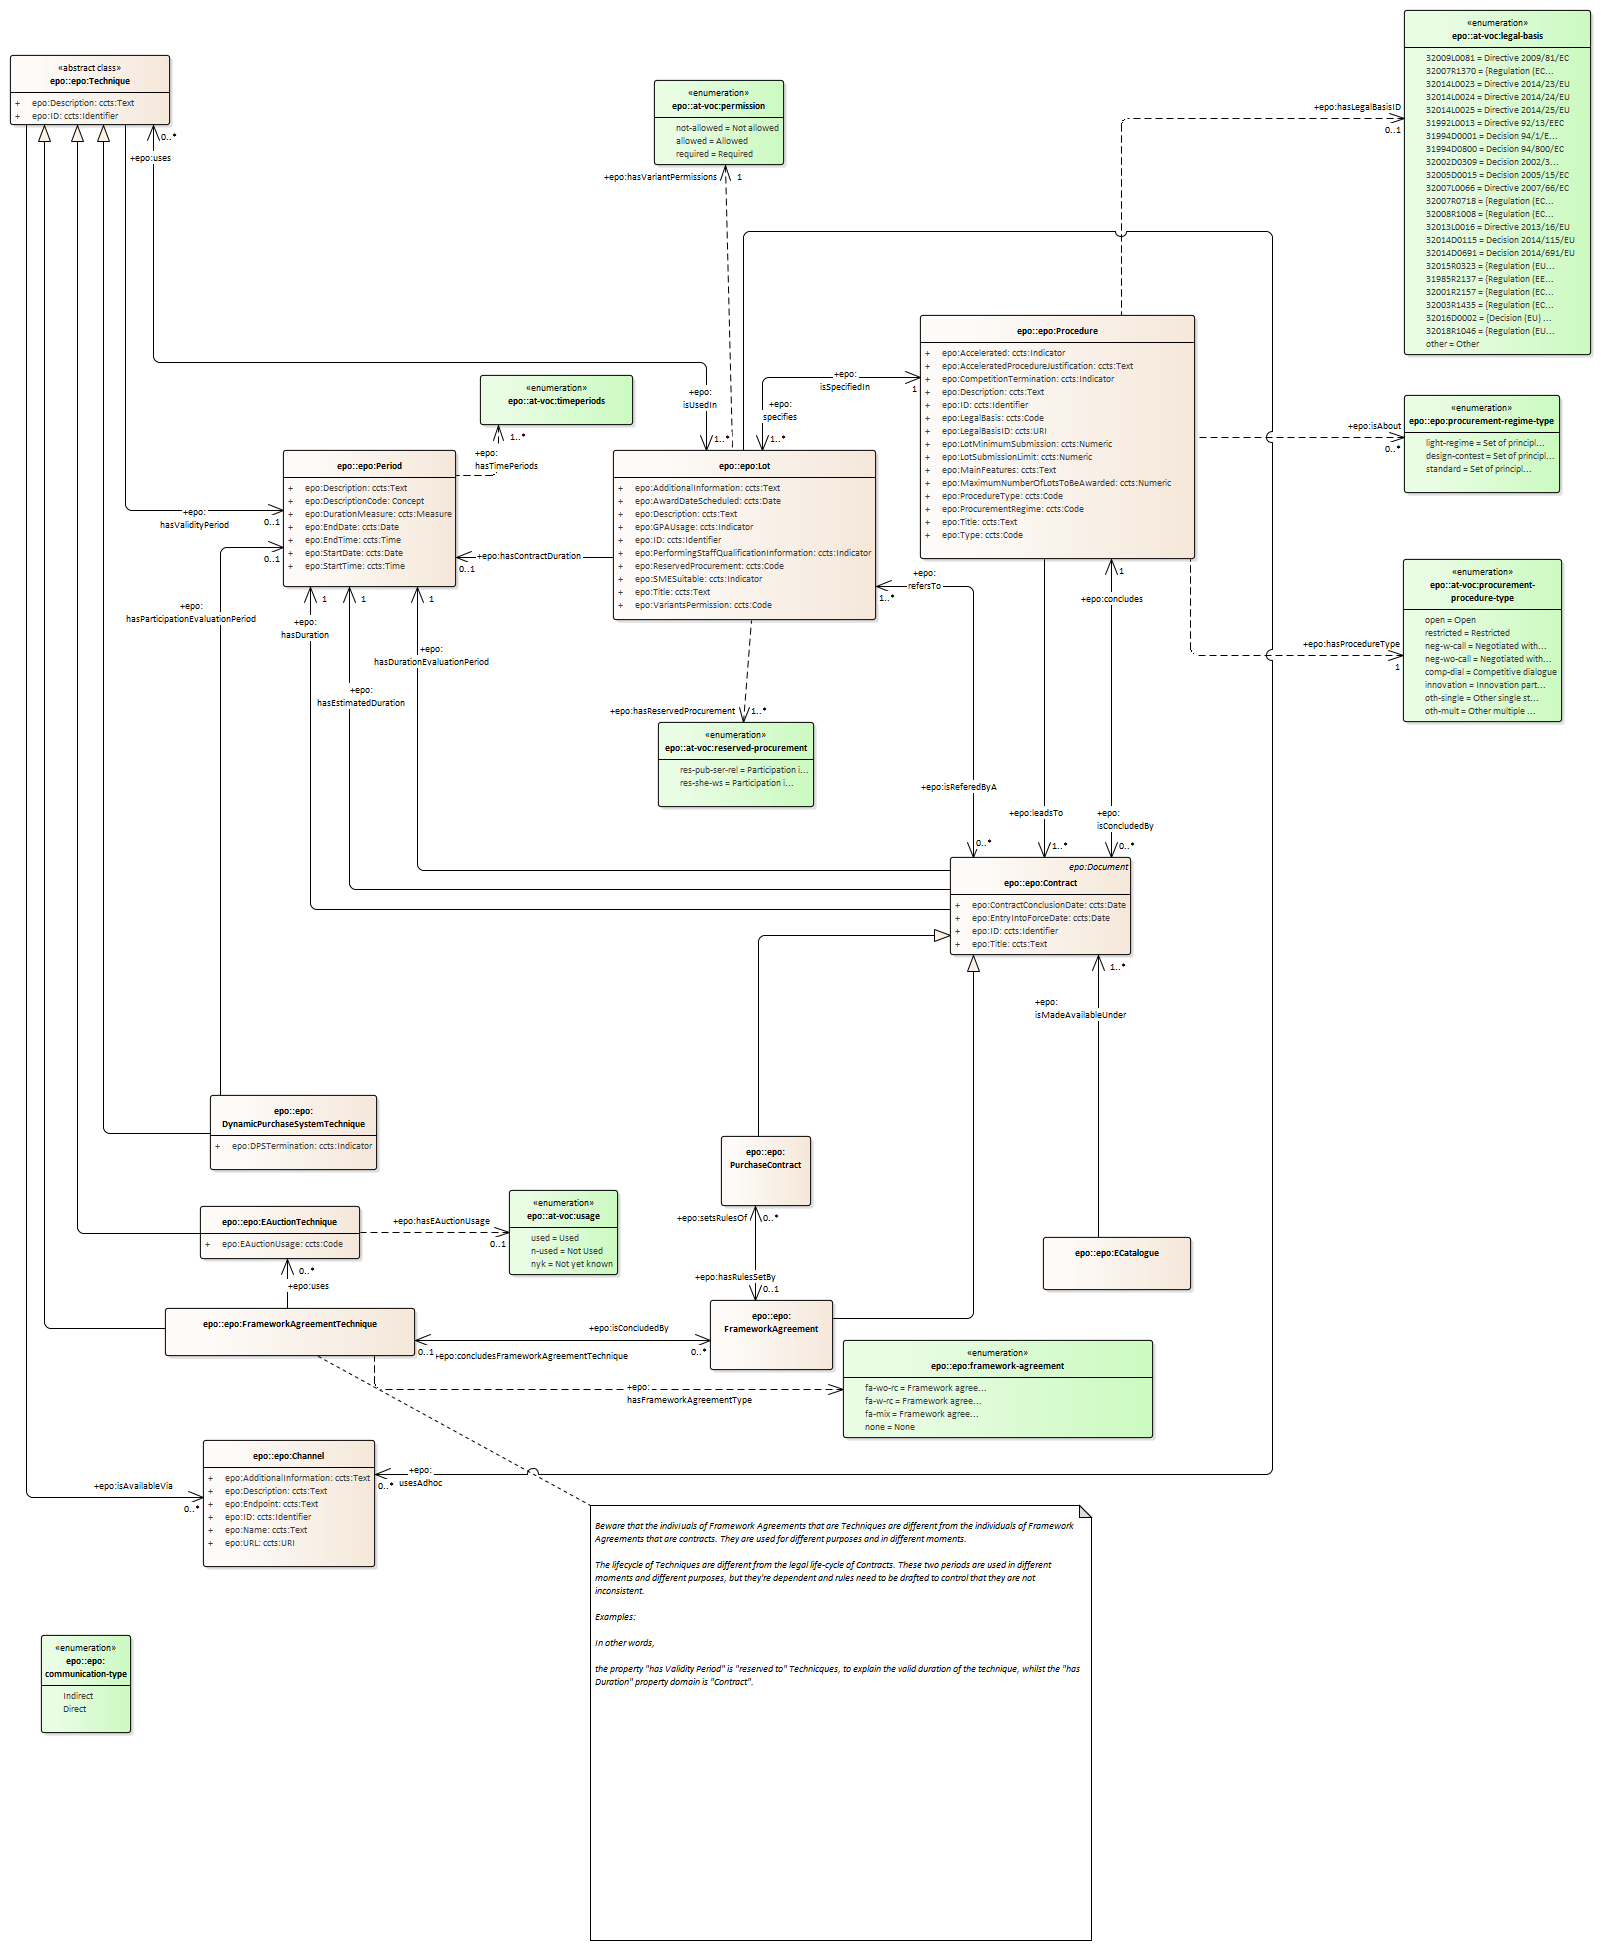 «enumeration»
epo::at-voc:legal-basis
32009L0081 = Directive 2009/81/EC
32007R1370 = {Regulation (EC...
32014L0023 = Directive 2014/23/EU
32014L0024 = Directive 2014/24/EU
32014L0025 = Directive 2014/25/EU
31992L0013 = Directive 92/13/EEC
31994D0001 = Decision 94/1/E...
31994D0800 = Decision 94/800/EC
32002D0309 = Decision 2002/3...
32005D0015 = Decision 2005/15/EC
32007L0066 = Directive 2007/66/EC
32007R0718 = {Regulation (EC...
32008R1008 = {Regulation (EC...
32013L0016 = Directive 2013/16/EU
32014D0115 = Decision 2014/115/EU
32014D0691 = Decision 2014/691/EU
32015R0323 = {Regulation (EU...
31985R2137 = {Regulation (EE...
32001R2157 = {Regulation (EC...
32003R1435 = {Regulation (EC...
32016D0002 = {Decision (EU) ...
32018R1046 = {Regulation (EU...
other = Other
+epo:hasLegalBasisID
0..1
«abstract class»
epo::epo:Technique
+ epo:Description: ccts:Text
+ epo:ID: ccts:Identifier
0..*
+epo:uses
«enumeration»
epo::at-voc:permission
not-allowed = Not allowed
allowed = Allowed
required = Required
+epo:hasVariantPermissions
1
epo::epo:Procedure
+ epo:Accelerated: ccts:Indicator
+ epo:AcceleratedProcedureJustification: ccts:Text
+ epo:CompetitionTermination: ccts:Indicator
+ epo:Description: ccts:Text
+ epo:ID: ccts:Identifier
+ epo:LegalBasis: ccts:Code
+ epo:LegalBasisID: ccts:URI
+ epo:LotMinimumSubmission: ccts:Numeric
+ epo:LotSubmissionLimit: ccts:Numeric
+ epo:MainFeatures: ccts:Text
+ epo:MaximumNumberOfLotsToBeAwarded: ccts:Numeric
+ epo:ProcedureType: ccts:Code
+ epo:ProcurementRegime: ccts:Code
+ epo:Title: ccts:Text
+ epo:Type: ccts:Code
+epo:
isSpecifiedIn
1
+epo:
specifies
1..*
+epo:
isUsedIn
1..*
«enumeration»
epo::at-voc:timeperiods
1..*
+epo:
hasTimePeriods
«enumeration»
epo::epo:procurement-regime-type
light-regime = Set of principl...
design-contest = Set of principl...
standard = Set of principl...
+epo:isAbout
0..*
epo::epo:Period
+ epo:Description: ccts:Text
+ epo:DescriptionCode: Concept
+ epo:DurationMeasure: ccts:Measure
+ epo:EndDate: ccts:Date
+ epo:EndTime: ccts:Time
+ epo:StartDate: ccts:Date
+ epo:StartTime: ccts:Time
+epo:
hasValidityPeriod
0..1
0..1
epo::epo:Lot
+ epo:AdditionalInformation: ccts:Text
+ epo:AwardDateScheduled: ccts:Date
+ epo:Description: ccts:Text
+ epo:GPAUsage: ccts:Indicator
+ epo:ID: ccts:Identifier
+ epo:PerformingStaffQualificationInformation: ccts:Indicator
+ epo:ReservedProcurement: ccts:Code
+ epo:SMESuitable: ccts:Indicator
+ epo:Title: ccts:Text
+ epo:VariantsPermission: ccts:Code
+epo:hasContractDuration
0..1
+epo:
refersTo
1..*
1
+epo:concludes
«enumeration»
epo::at-voc:procurement-
procedure-type
open = Open
restricted = Restricted
neg-w-call = Negotiated with...
neg-wo-call = Negotiated with...
comp-dial = Competitive dialogue
innovation = Innovation part...
oth-single = Other single st...
oth-mult = Other multiple ...
+epo:hasProcedureType
1
+epo:
hasParticipationEvaluationPeriod
1
+epo:
hasDuration
1
+epo:
hasEstimatedDuration
1
+epo:
hasDurationEvaluationPeriod
+epo:hasReservedProcurement
1..*
«enumeration»
epo::at-voc:reserved-procurement
res-pub-ser-rel = Participation i...
res-she-ws = Participation i...
+epo:isReferedByA
0..*
+epo:leadsTo
1..*
+epo:
isConcludedBy
0..*
epo:Document
epo::epo:Contract
+ epo:ContractConclusionDate: ccts:Date
+ epo:EntryIntoForceDate: ccts:Date
+ epo:ID: ccts:Identifier
+ epo:Title: ccts:Text
1..*
+epo:
isMadeAvailableUnder
epo::epo:
DynamicPurchaseSystemTechnique
+ epo:DPSTermination: ccts:Indicator
epo::epo:
PurchaseContract
+epo:setsRulesOf
0..*
epo::epo:EAuctionTechnique
+ epo:EAuctionUsage: ccts:Code
+epo:hasEAuctionUsage
0..1
«enumeration»
epo::at-voc:usage
used = Used
n-used = Not Used
nyk = Not yet known
epo::epo:ECatalogue
0..*
+epo:uses
+epo:hasRulesSetBy
0..1
epo::epo:FrameworkAgreementTechnique
epo::epo:
FrameworkAgreement
+epo:isConcludedBy
0..*
0..1
+epo:concludesFrameworkAgreementTechnique
«enumeration»
epo::epo:framework-agreement
fa-wo-rc = Framework agree...
fa-w-rc = Framework agree...
fa-mix = Framework agree...
none = None
+epo:
hasFrameworkAgreementType
epo::epo:Channel
+ epo:AdditionalInformation: ccts:Text
+ epo:Description: ccts:Text
+ epo:Endpoint: ccts:Text
+ epo:ID: ccts:Identifier
+ epo:Name: ccts:Text
+ epo:URL: ccts:URI
+epo:isAvailableVia
0..*
+epo:
usesAdhoc
0..*
Beware that the indiviuals of Framework Agreements that are Techniques are different from the individuals of Framework
Agreements that are contracts. They are used for different purposes and in different moments.
The lifecycle of Techniques are different from the legal life-cycle of Contracts. These two periods are used in different
moments and different purposes, but they're dependent and rules need to be drafted to control that they are not
inconsistent.
Examples:
In other words,
the property "has Validity Period" is "reserved to" Technicques, to explain the valid duration of the technique, whilst the "has
Duration" property domain is "Contract".
«enumeration»
epo::epo:
communication-type
Indirect
Direct